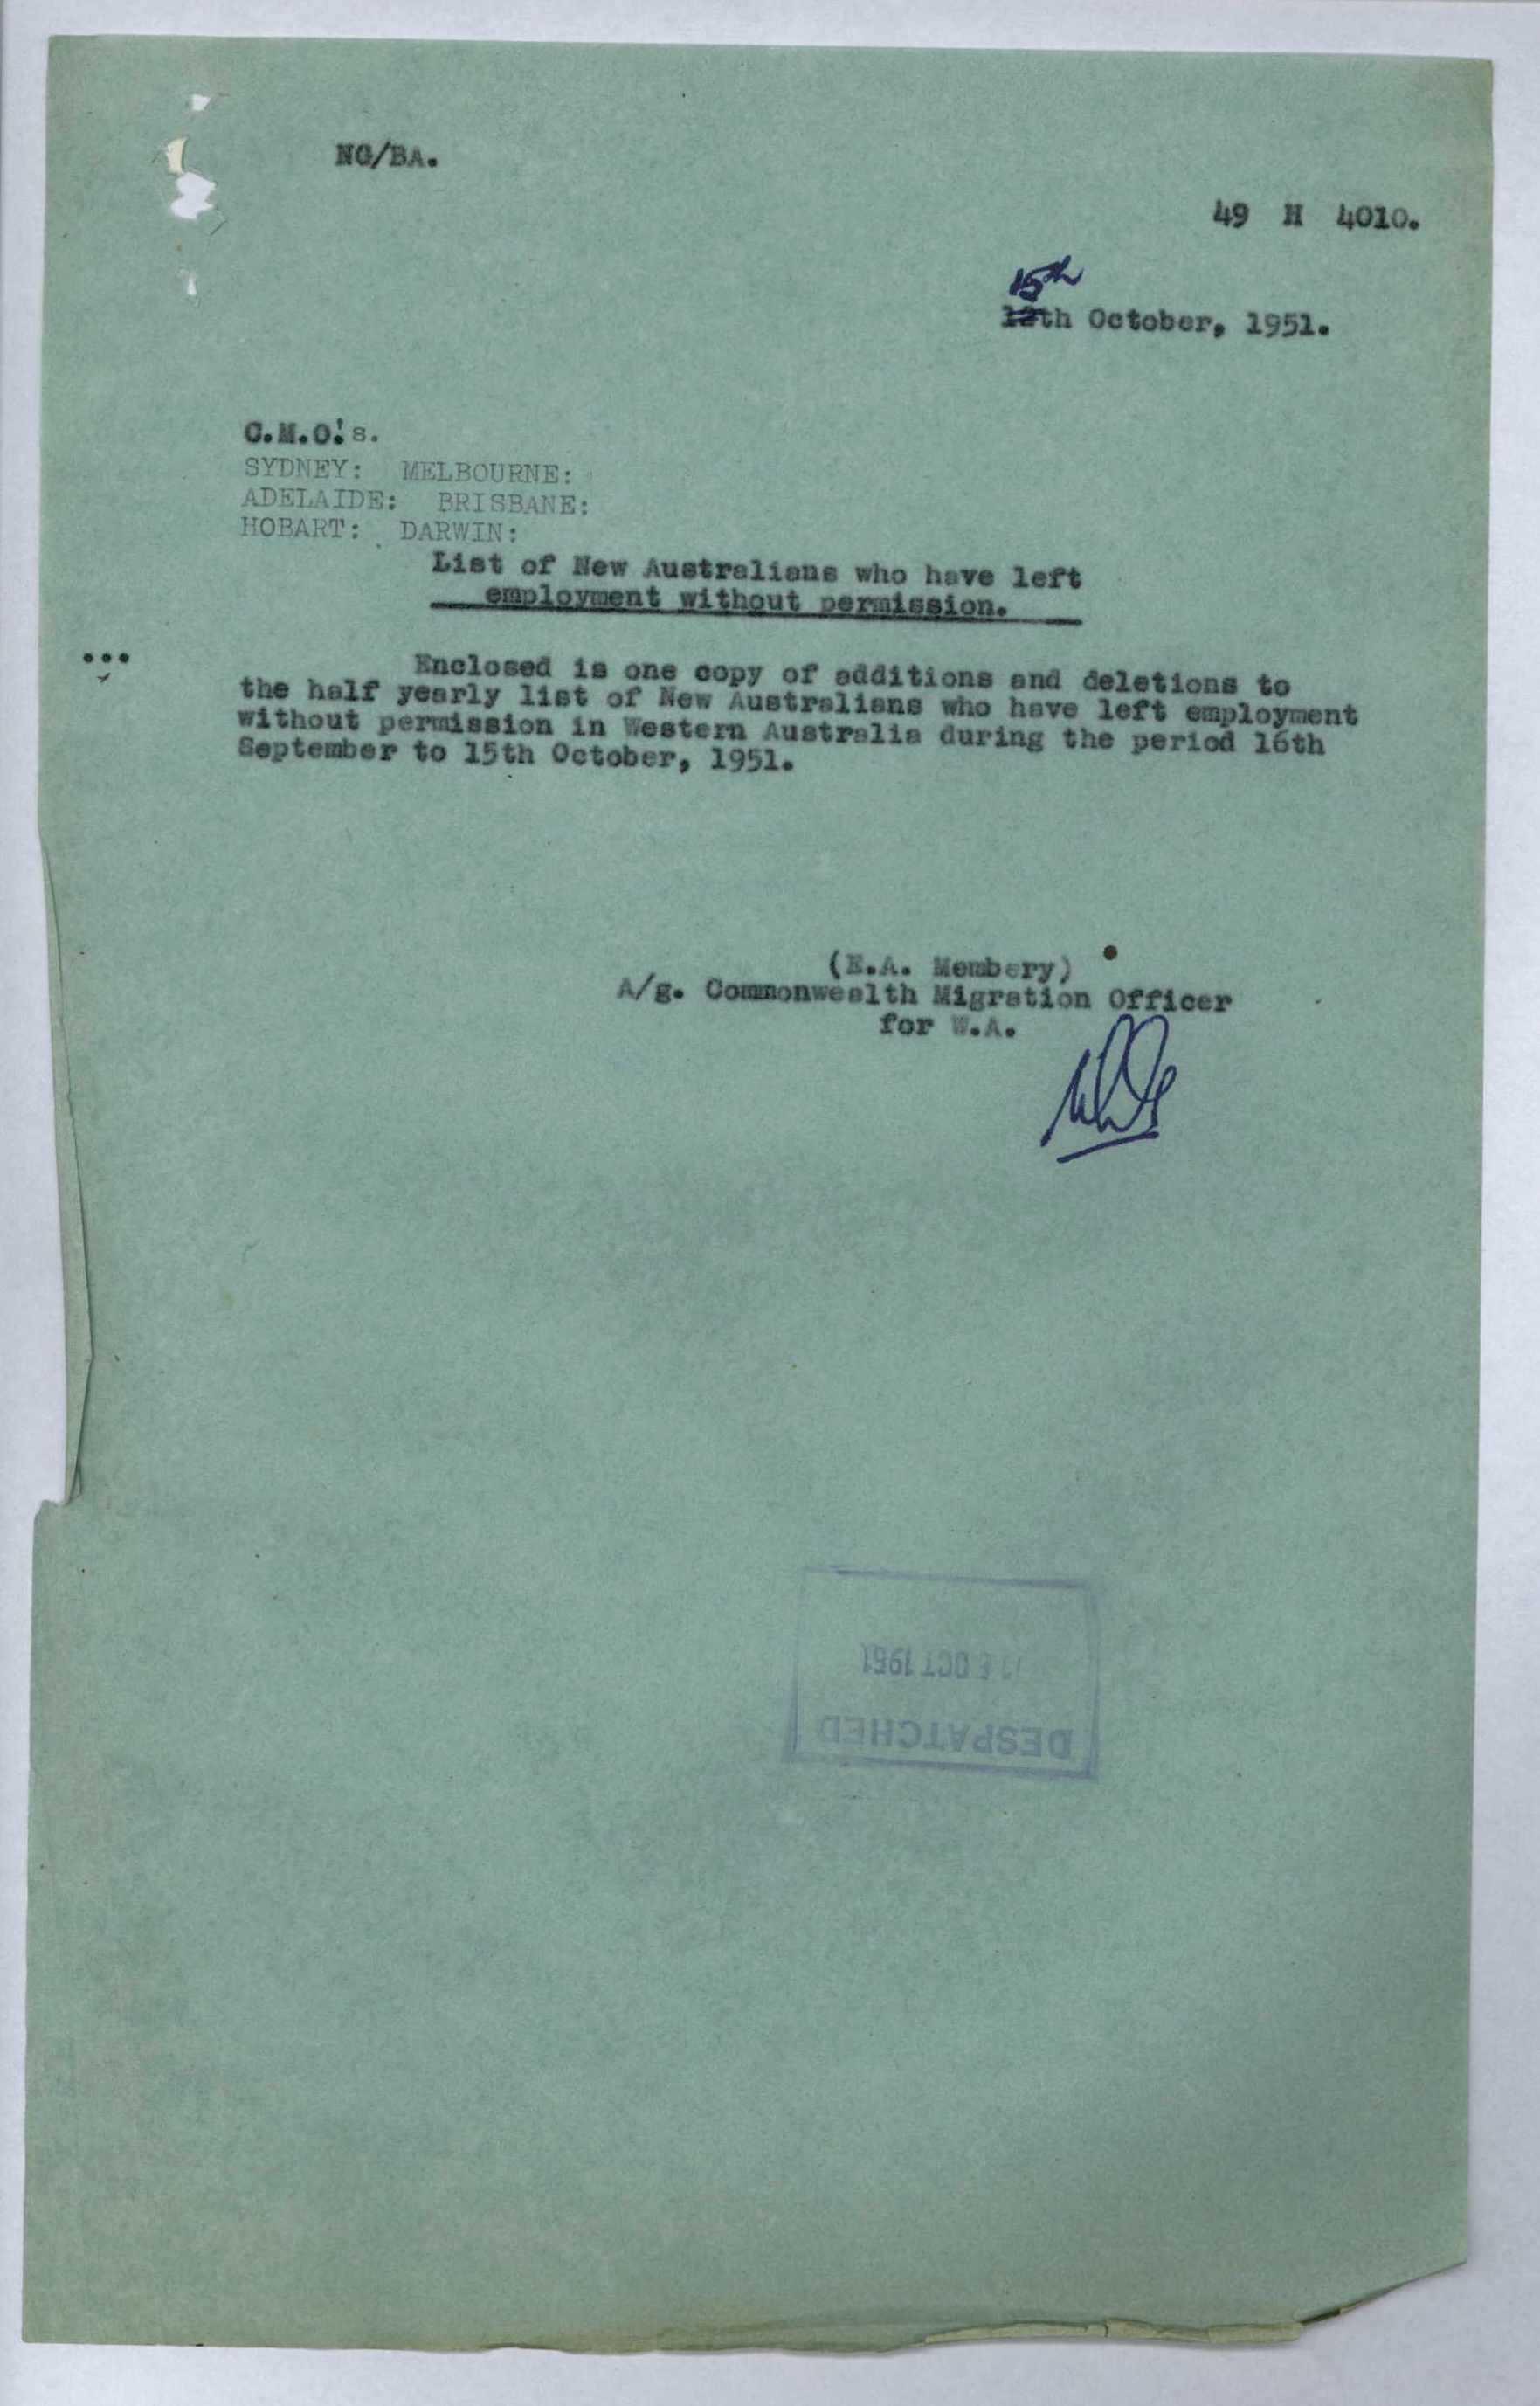 NG/BA.
49 H 4010.
15th
12th October, 1951.
C.M.O's.
SYDNEY: MELBOURNE:
ADELAIDE: BRISBANE:
HOBART: DARWIN:
List of New Australians who have left
employment without permission.
... Enclosed is one copy of additions and deletions to
the half yearly list of New Australians who have left employment
without permission in Western Australia during the period 16th
September to 15th October, 1951.
(E.A. Membery)
A/g. Commonwealth Migration Officer
for W.A.
DESPATCHED
OCT 1951